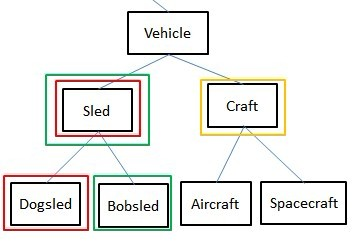 Vehicle
Sled
Craft
Dogsled
Bobsled
Aircraft
Spacecraft